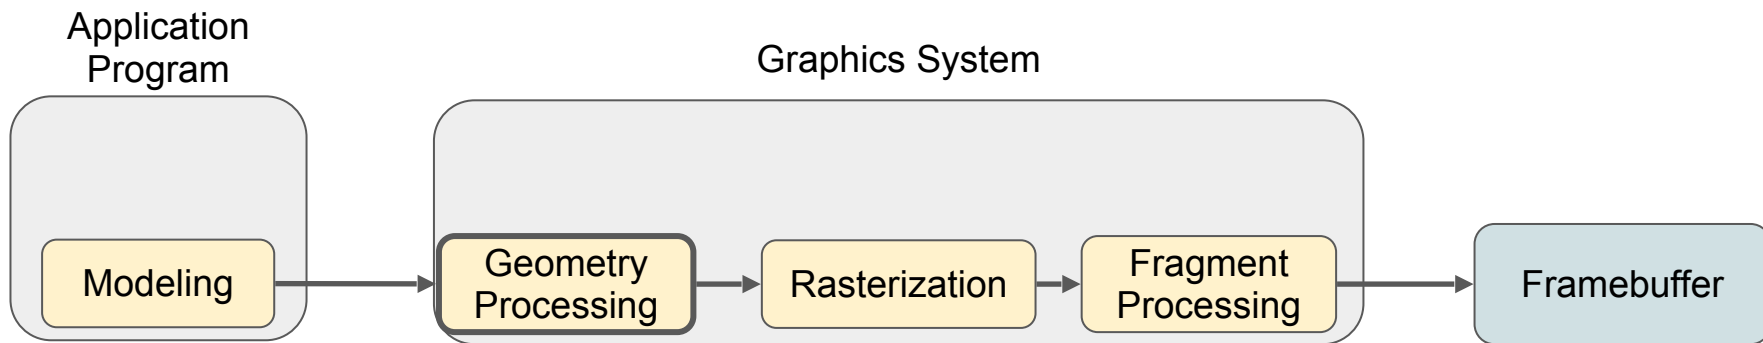 Application
Program
Graphics System
Modeling
Geometry
Processing
Rasterization
Fragment
Processing
Framebuffer